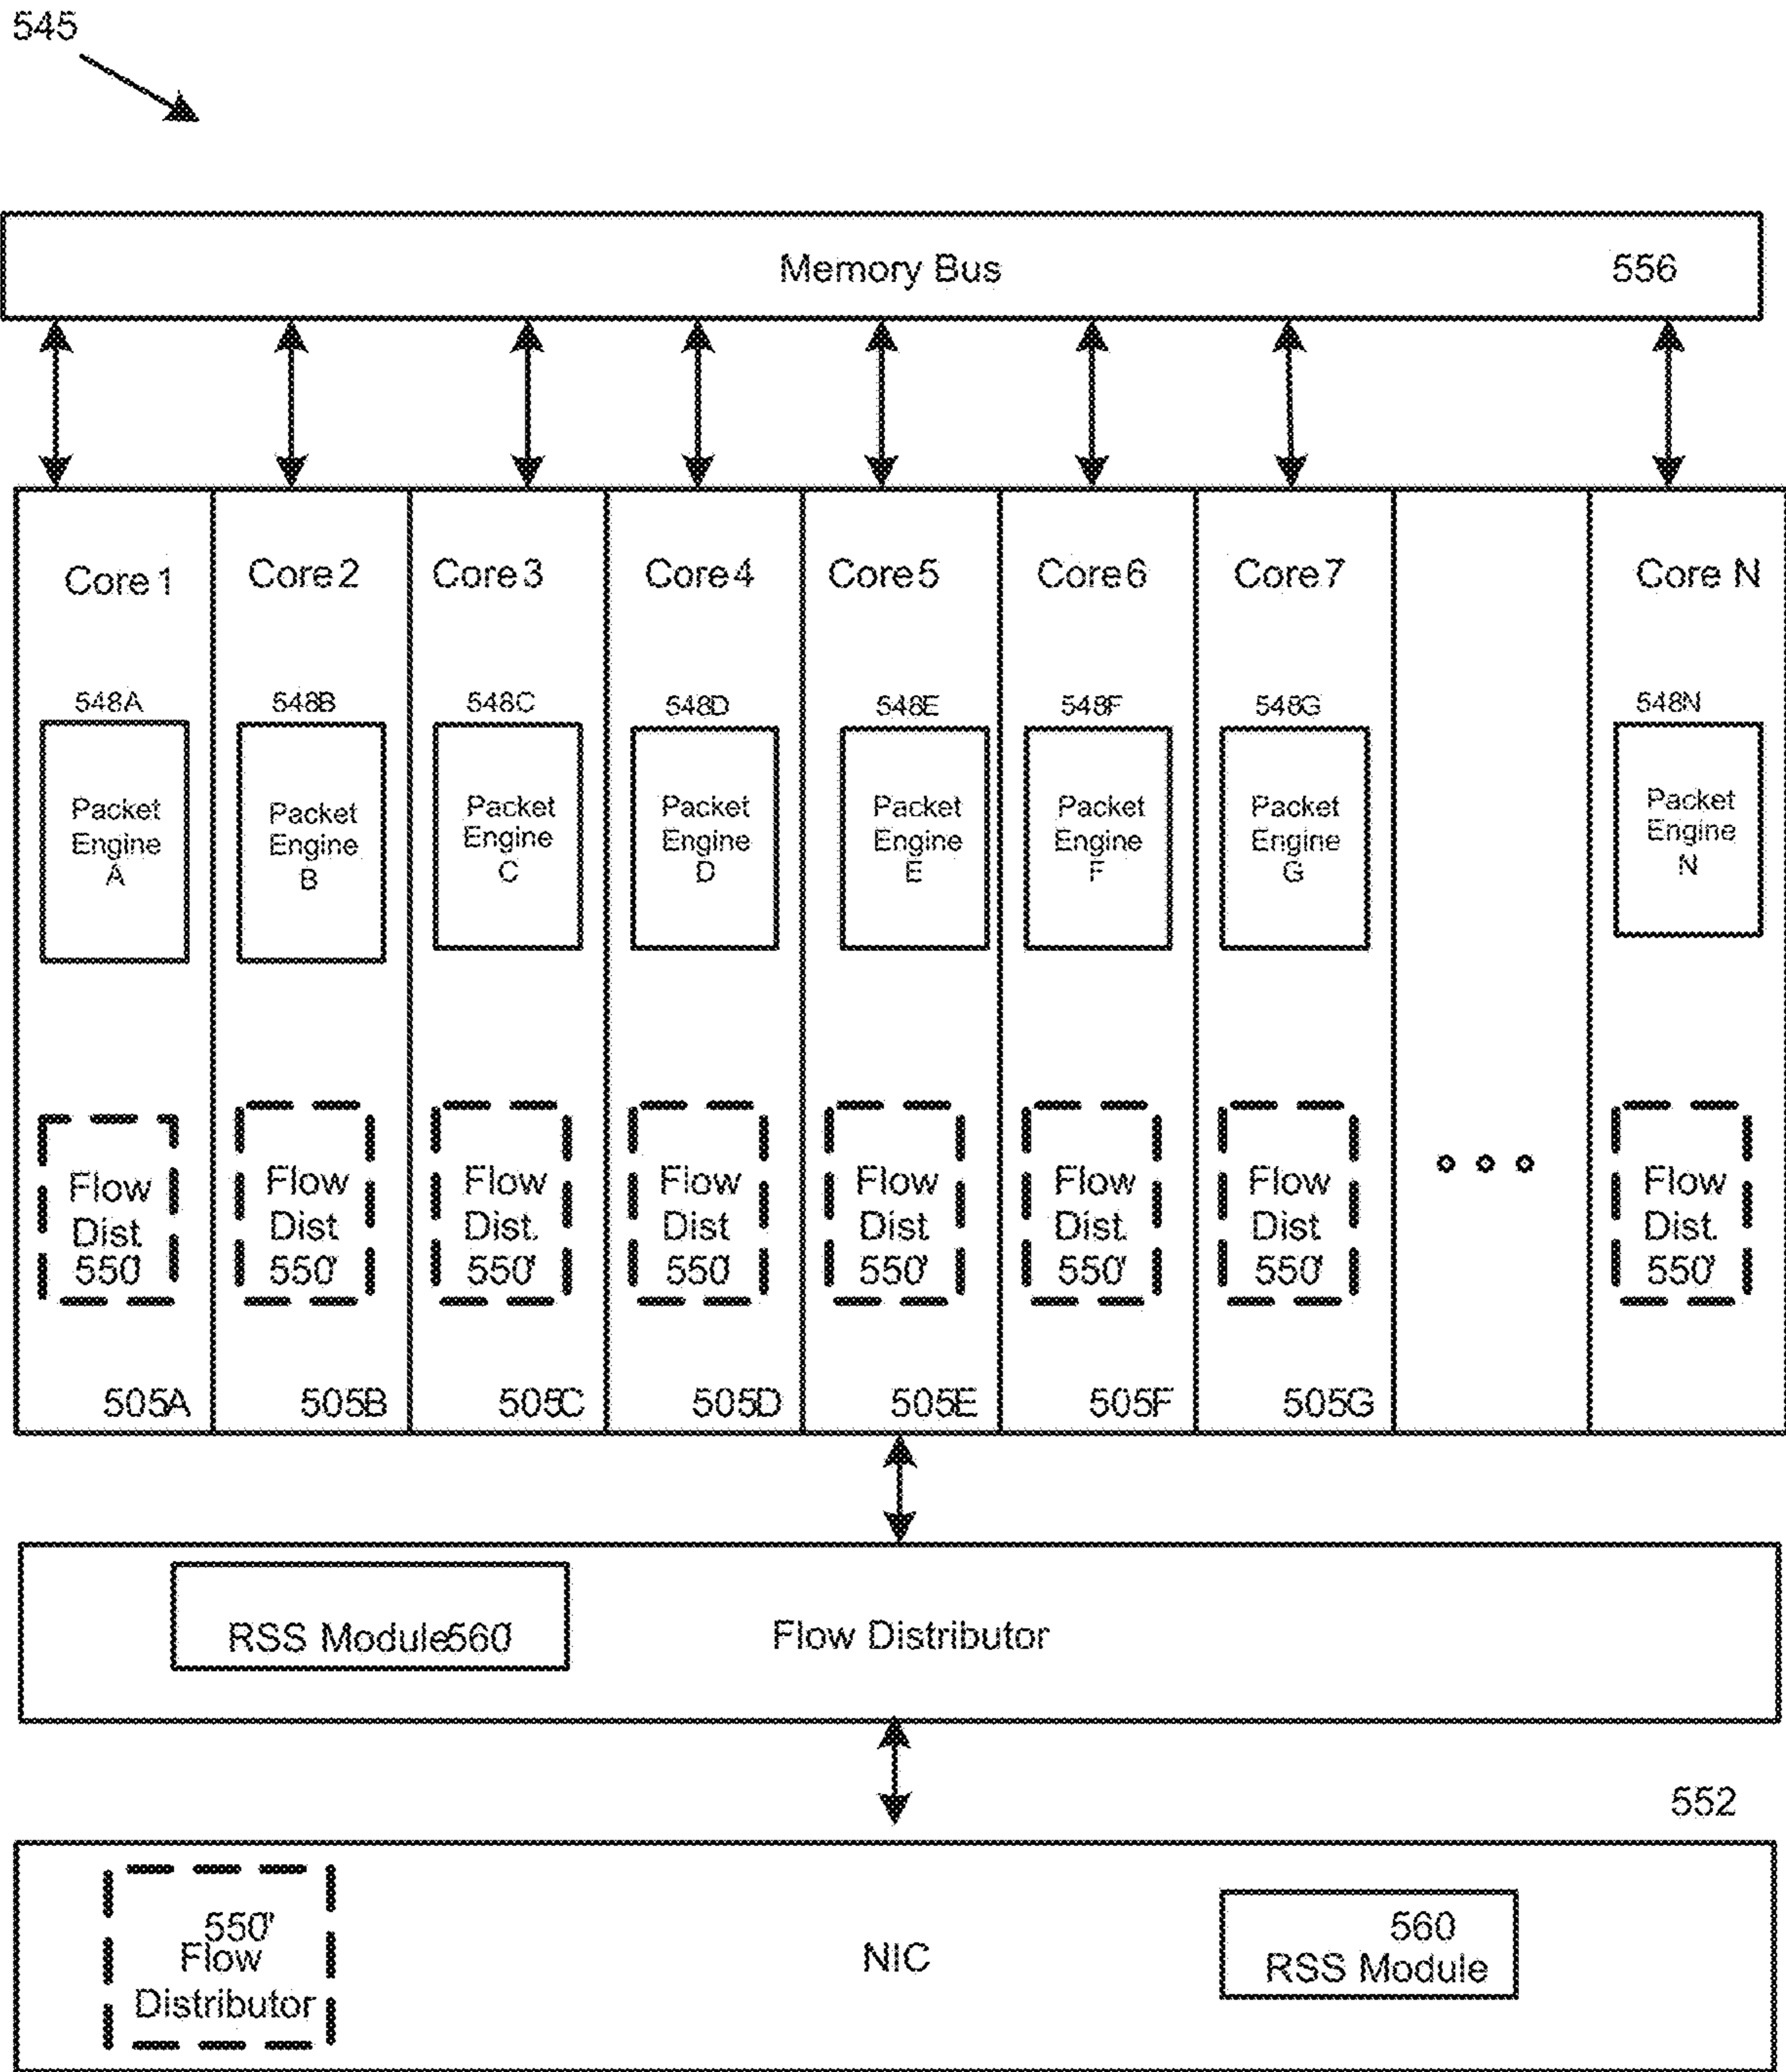 545
Memory Bus 556
Core 1 Core 2 Core 3 Core 4 Core 5 Core 6 Core 7 Core N
548A 548B 548C 548D 548E 548F 548G 548N
Packet Packet Packet Packet Packet Packet Packet Packet
Engine Engine Engine Engine Engine Engine Engine Engine
A B C D E F G N
Flow Flow Flow Flow Flow Flow Flow Flow
Dist. Dist Dist. Dist Dist Dist Dist. Dist.
550' 550' 550' 550' 550' 550' 550' 550'
505A 505B 505C 505D 505E 505F 505G
RSS Module 560' Flow Distributor
552
550'
Flow
Distributor
NIC
560
RSS Module